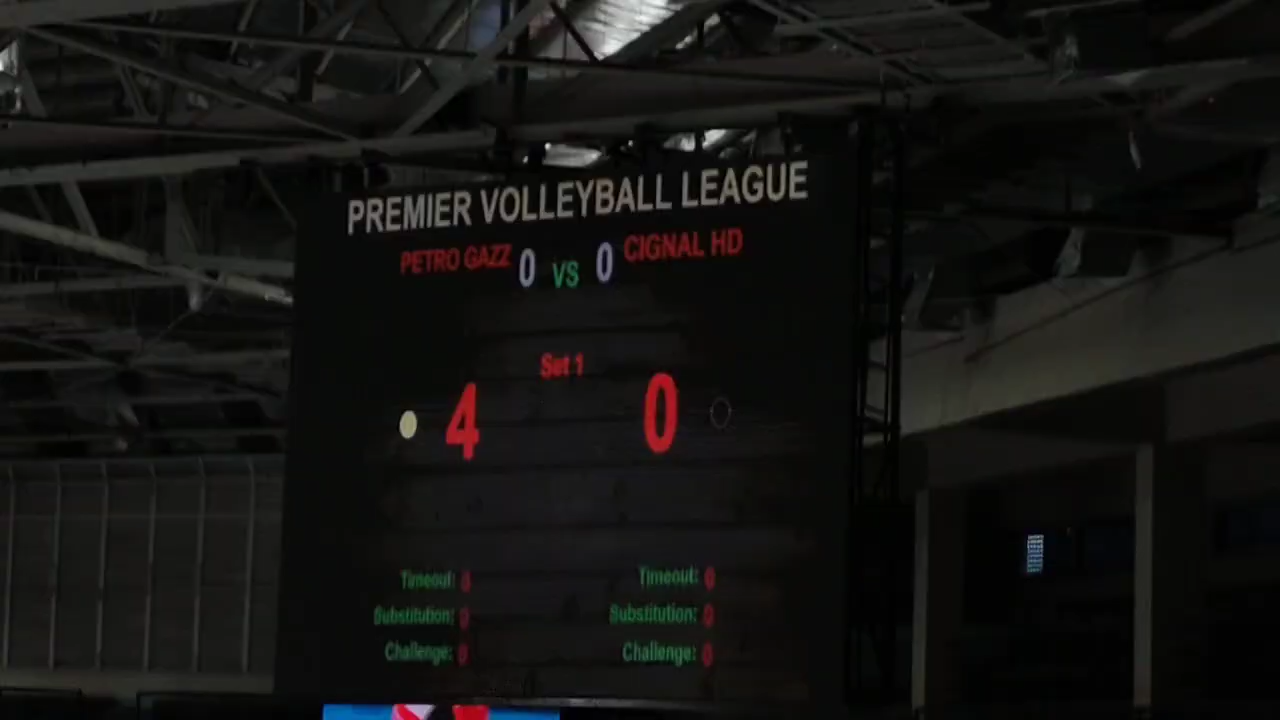 PREMIER VOLLEYBALL LEAGUE
PETRO GAZZ 0 VS 0 CIGNAL HD
Set 1
4 0
Timeout: 0 Timeout: 0
Substitution: 0 Substitution: 0
Challenge: 0 Challenge: 0